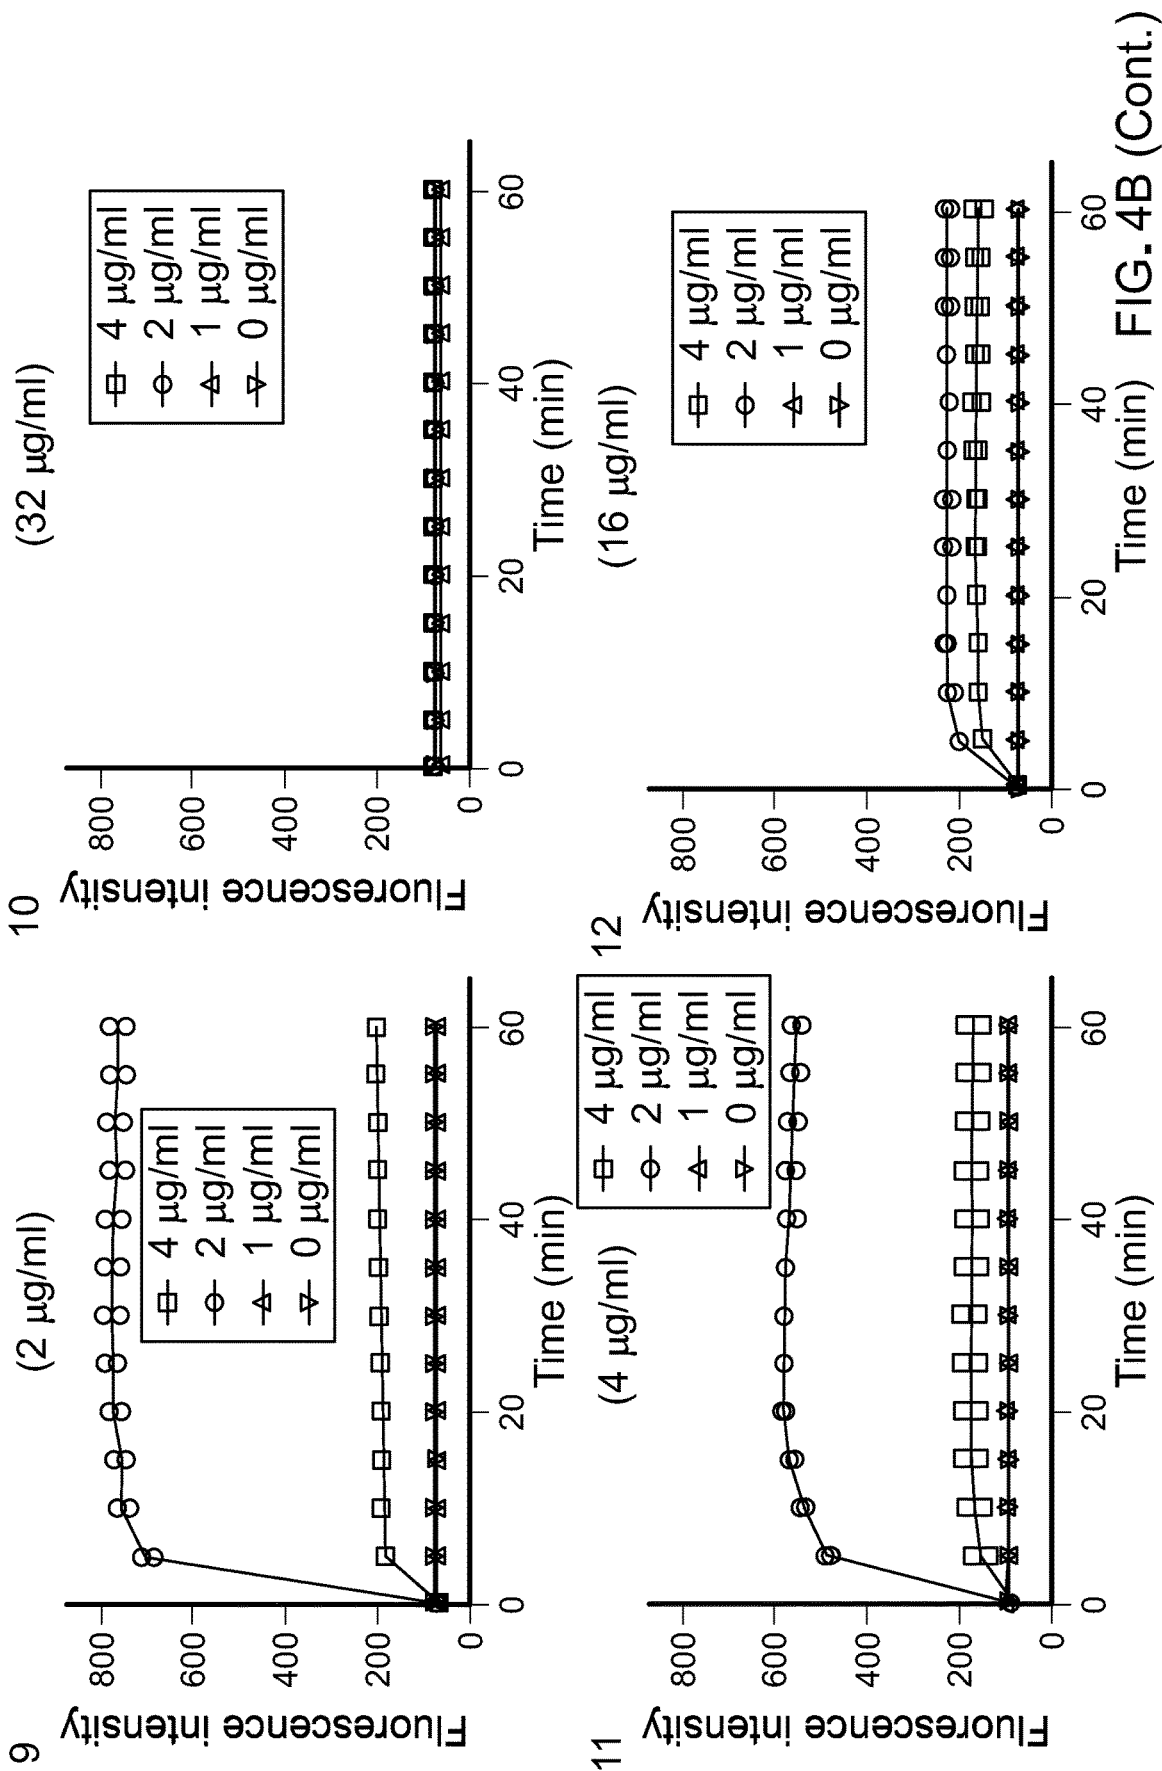 9
(2 µg/ml)
Fluorescence intensity
800
600
400
200
0
0
20
40
60
Time (min)
4 µg/ml
2 µg/ml
1 µg/ml
0 µg/ml
10
(32 µg/ml)
Fluorescence intensity
800
600
400
200
0
0
20
40
60
Time (min)
4 µg/ml
2 µg/ml
1 µg/ml
0 µg/ml
11
(4 µg/ml)
Fluorescence intensity
800
600
400
200
0
0
20
40
60
Time (min)
4 µg/ml
2 µg/ml
1 µg/ml
0 µg/ml
12
(16 µg/ml)
Fluorescence intensity
800
600
400
200
0
0
20
40
60
Time (min)
4 µg/ml
2 µg/ml
1 µg/ml
0 µg/ml
FIG. 4B (Cont.)